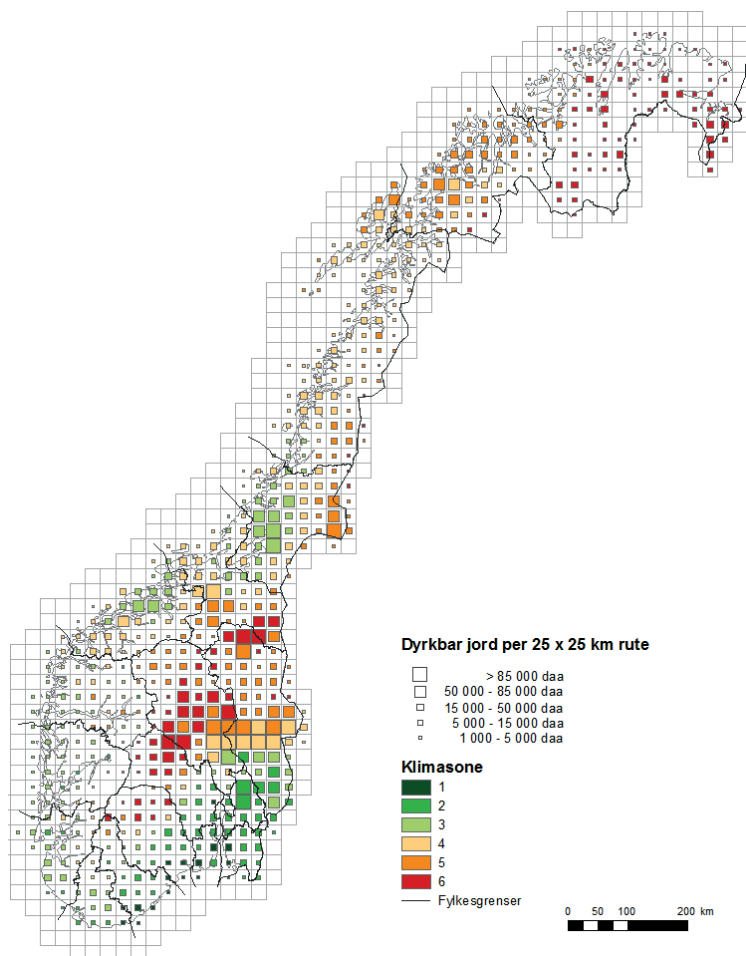 Dyrkbar jord per 25 x 25 km rute
> 85 000 daa
50 000 - 85 000 daa
15 000 - 50 000 daa
5 000 - 15 000 daa
1 000 - 5 000 daa
Klimasone
1
2
3
4
5
6
Fylkesgrenser
0 50 100 200 km